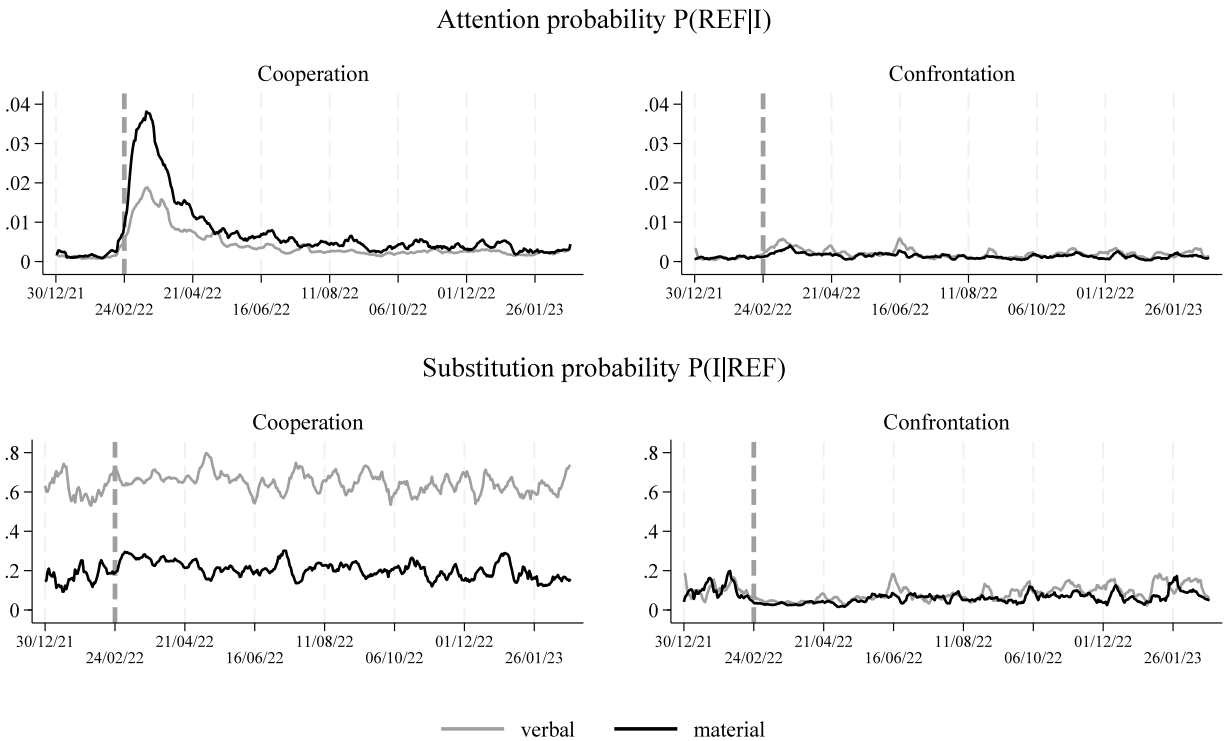 Attention probability P(REF|I)
Cooperation
.04
.03
.02
.01
0
30/12/21 21/04/22 11/08/22 01/12/22
24/02/22 16/06/22 06/10/22 26/01/23
Confrontation
.04
.03
.02
.01
0
30/12/21 21/04/22 11/08/22 01/12/22
24/02/22 16/06/22 06/10/22 26/01/23
Substitution probability P(I|REF)
Cooperation
.8
.6
.4
.2
0
30/12/21 21/04/22 11/08/22 01/12/22
24/02/22 16/06/22 06/10/22 26/01/23
Confrontation
.8
.6
.4
.2
0
30/12/21 21/04/22 11/08/22 01/12/22
24/02/22 16/06/22 06/10/22 26/01/23
verbal material